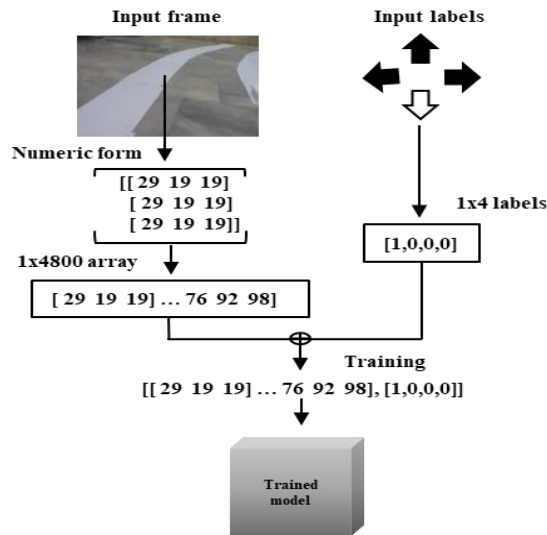 Input frame
Input labels
Numeric form
[[ 29 19 19]
[ 29 19 19]
[ 29 19 19]]
1x4800 array
[ 29 19 19] ... 76 92 98]
1x4 labels
[1,0,0,0]
Training
[[ 29 19 19] ... 76 92 98], [1,0,0,0]]
Trained
model